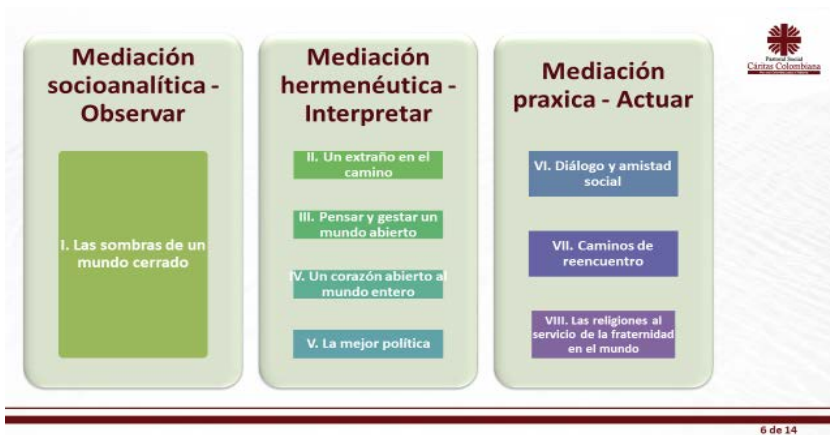 Mediación
socioanalítica -
Observar
I. Las sombras de un
mundo cerrado
Mediación
hermenéutica -
Interpretar
II. Un extraño en el
camino
III. Pensar y gestar un
mundo abierto
IV. Un corazón abierto al
mundo entero
V. La mejor política
Mediación
praxica - Actuar
VI. Diálogo y amistad
social
VII. Caminos de
reencuentro
VIII. Las religiones al
servicio de la fraternidad
en el mundo
Pastoral Social
Cáritas Colombiana
6 de 14